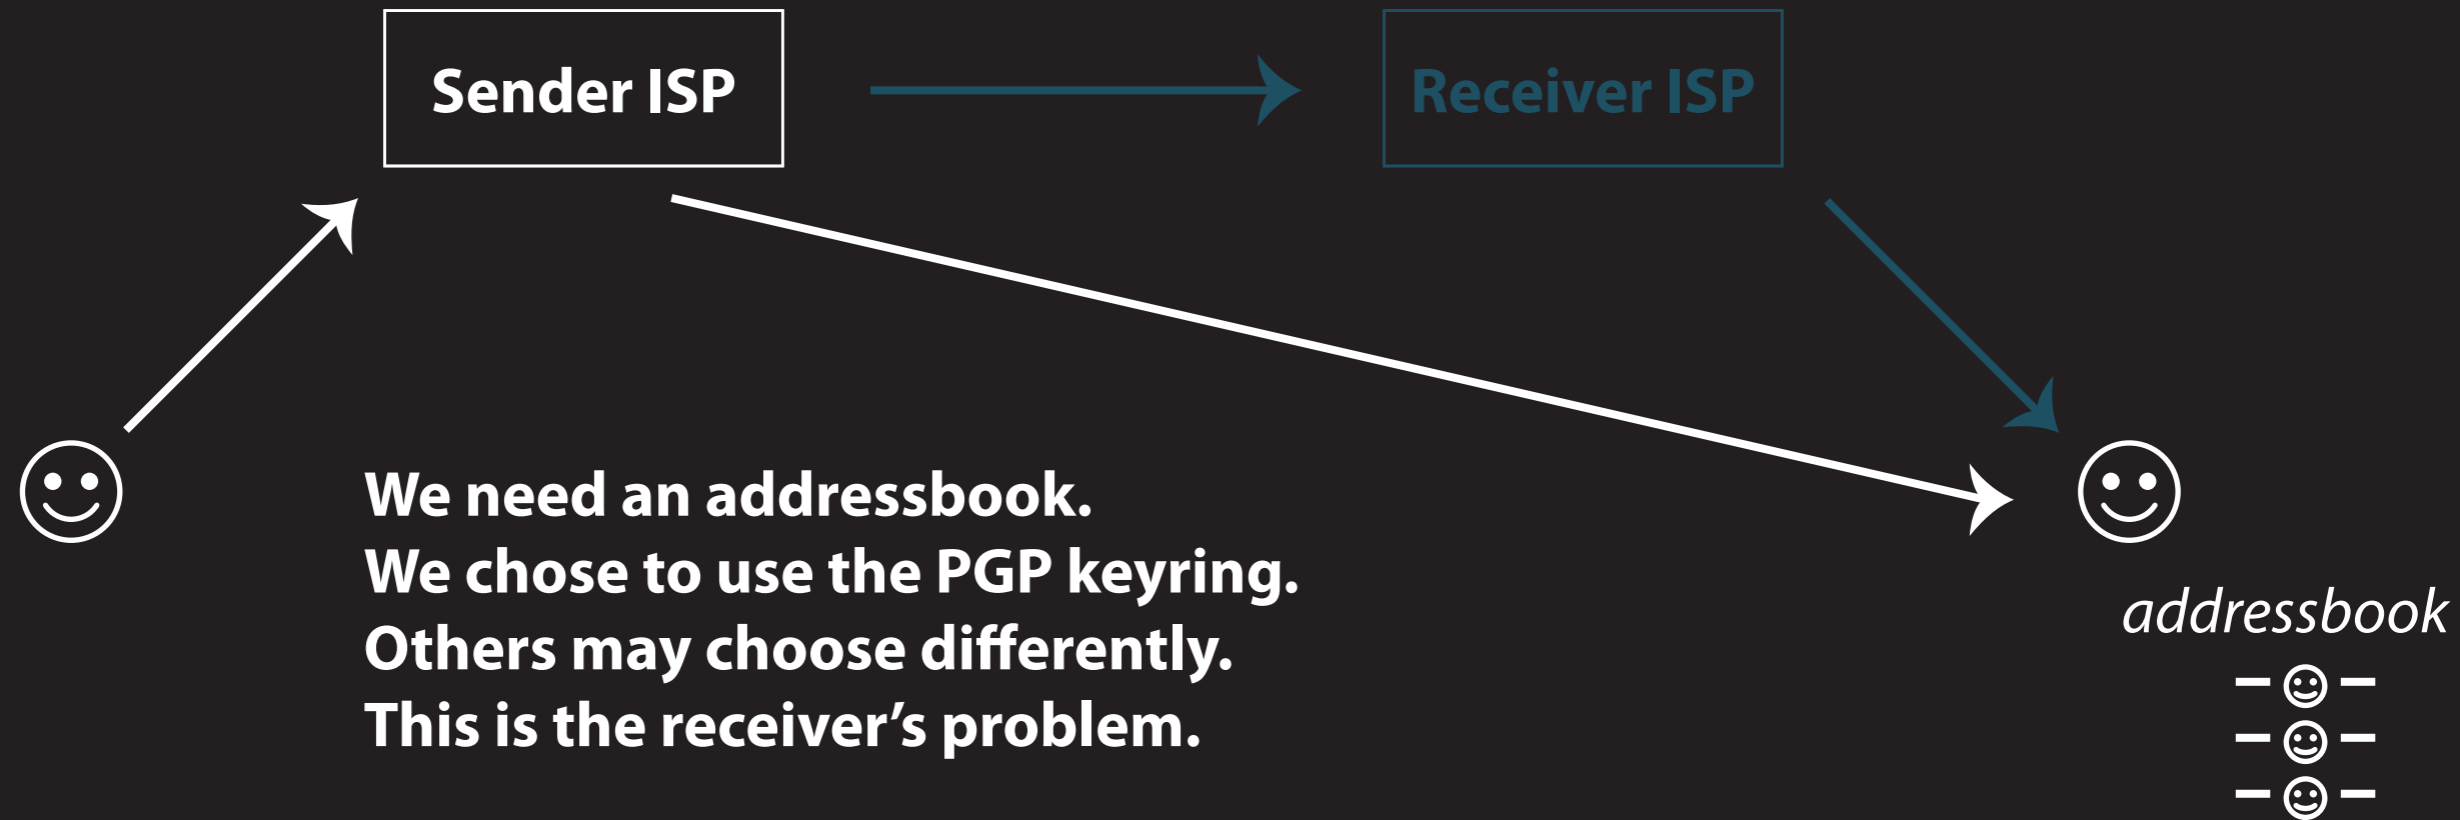 Sender ISP
Receiver ISP
We need an addressbook.
We chose to use the PGP keyring.
Others may choose differently.
This is the receiver’s problem.
addressbook